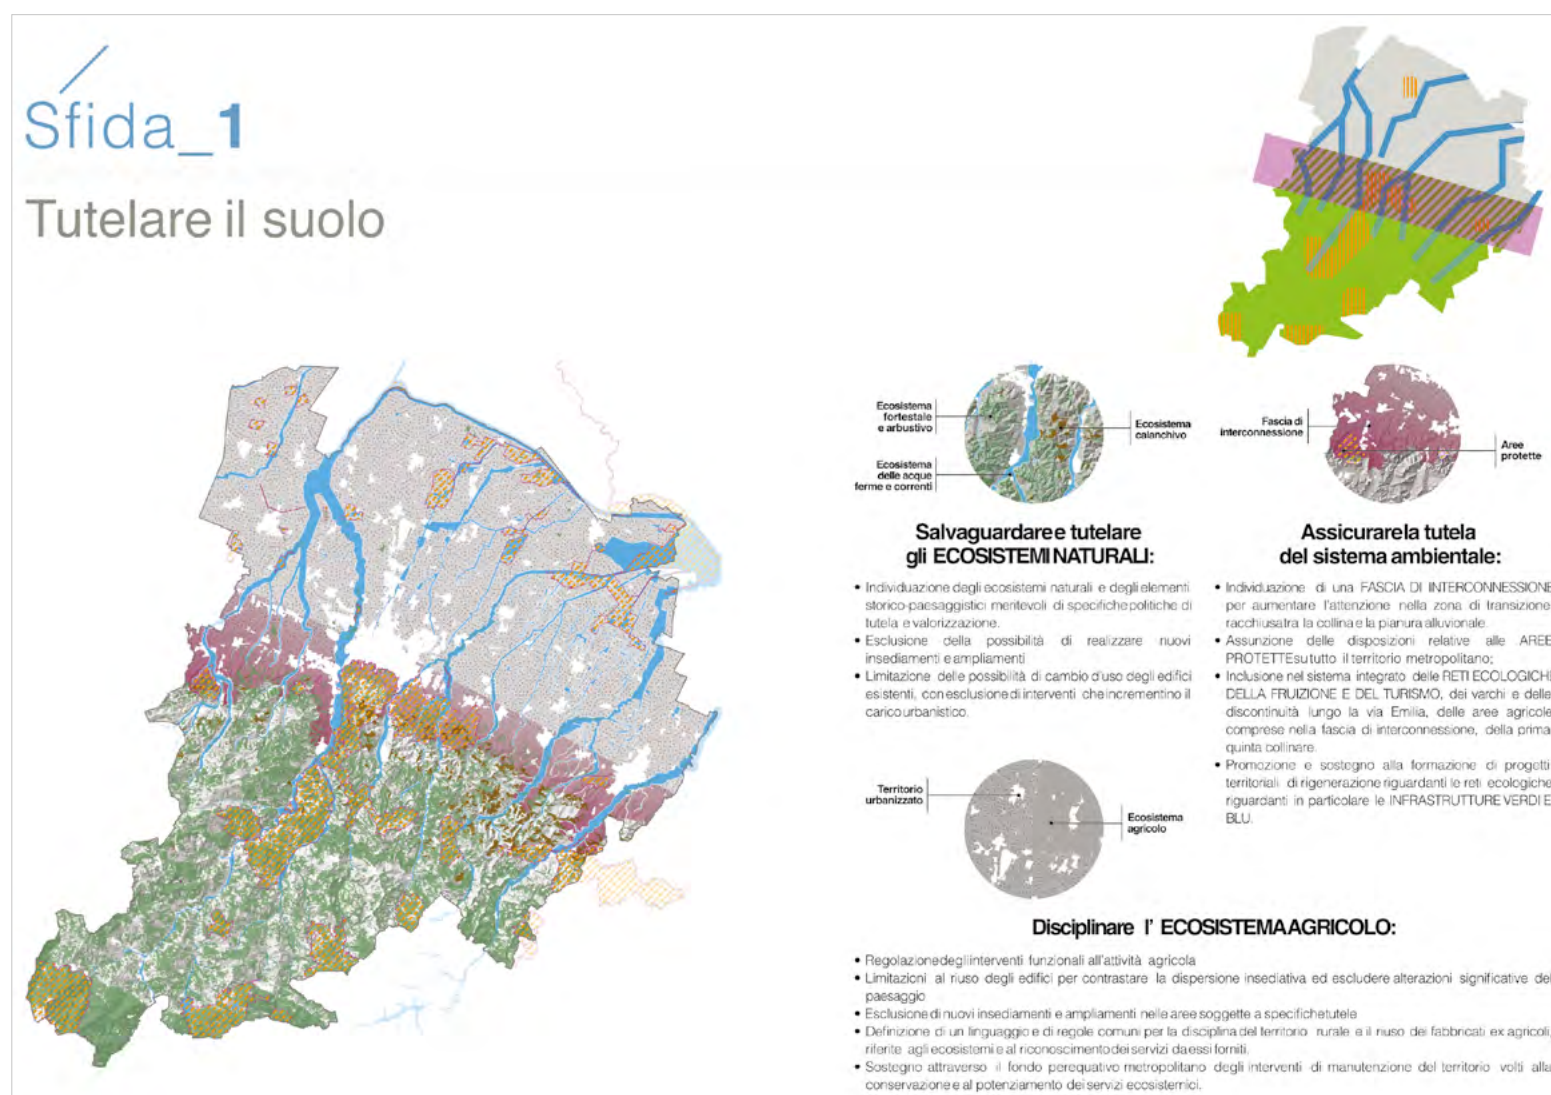 Sfida_1
Tutelare il suolo
Ecosistema
fortestale
e arbustivo
Ecosistema
delle acque
ferme e correnti
Ecosistema
calanchivo
Fascia di
interconnessione
Aree
protette
Salvaguardare e tutelare
gli ECOSISTEMI NATURALI:
• Individuazione degli ecosistemi naturali e degli elementi
storico-paesaggistici meritevoli di specifiche politiche di
tutela e valorizzazione.
• Esclusione della possibilità di realizzare nuovi
insediamenti e ampliamenti
• Limitazione delle possibilità di cambio d'uso degli edifici
esistenti, con esclusione di interventi che incrementino il
carico urbanistico.
Assicurare la tutela
del sistema ambientale:
• Individuazione di una FASCIA DI INTERCONNESSIONE
per aumentare l'attenzione nella zona di transizione
racchiusa tra la collina e la pianura alluvionale.
• Assunzione delle disposizioni relative alle AREE
PROTETTE su tutto il territorio metropolitano;
• Inclusione nel sistema integrato delle RETI ECOLOGICHE
DELLA FRUIZIONE E DEL TURISMO, dei varchi e delle
discontinuità lungo la via Emilia, delle aree agricole
comprese nella fascia di interconnessione, della prima
quinta collinare.
• Promozione e sostegno alla formazione di progetti
territoriali di rigenerazione riguardanti le reti ecologiche
riguardanti in particolare le INFRASTRUTTURE VERDI E
BLU.
Territorio
urbanizzato
Ecosistema
agricolo
Disciplinare l' ECOSISTEMA AGRICOLO:
• Regolazione degli interventi funzionali all'attività agricola
• Limitazioni al riuso degli edifici per contrastare la dispersione insediativa ed escludere alterazioni significative del
paesaggio
• Esclusione di nuovi insediamenti e ampliamenti nelle aree soggette a specifiche tutele
• Definizione di un linguaggio e di regole comuni per la disciplina del territorio rurale e il riuso dei fabbricati ex agricoli,
riferite agli ecosistemi e al riconoscimento dei servizi da essi forniti.
• Sostegno attraverso il fondo perequativo metropolitano degli interventi di manutenzione del territorio volti alla
conservazione e al potenziamento dei servizi ecosistemici.